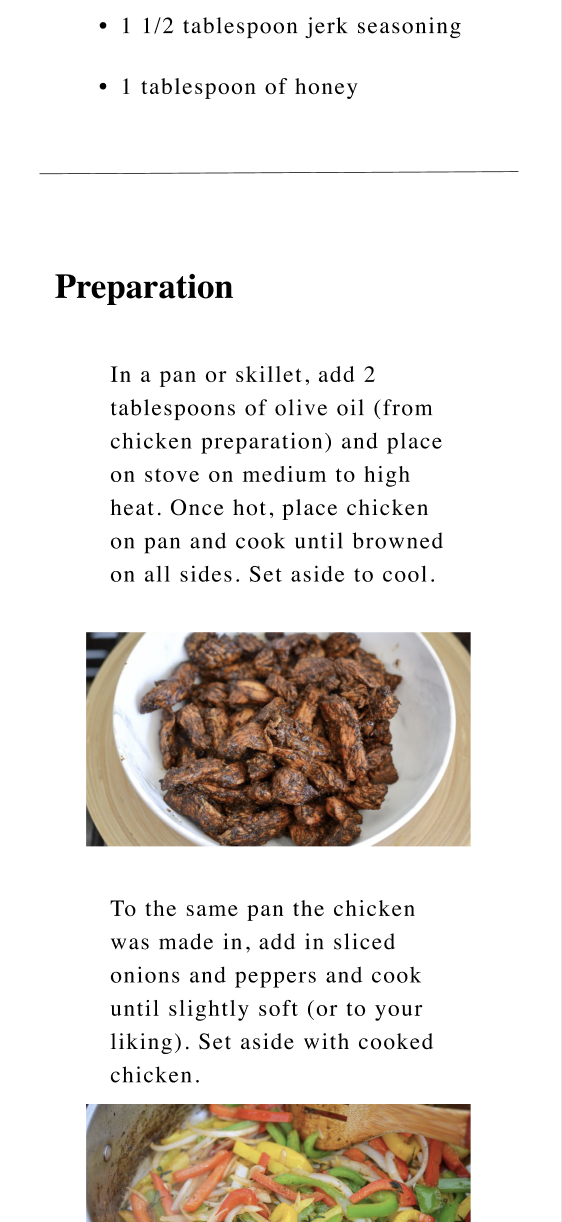 • 1 1/2 tablespoon jerk seasoning
• 1 tablespoon of honey
Preparation
In a pan or skillet, add 2
tablespoons of olive oil (from
chicken preparation) and place
on stove on medium to high
heat. Once hot, place chicken
on pan and cook until browned
on all sides. Set aside to cool.
To the same pan the chicken
was made in, add in sliced
onions and peppers and cook
until slightly soft (or to your
liking). Set aside with cooked
chicken.